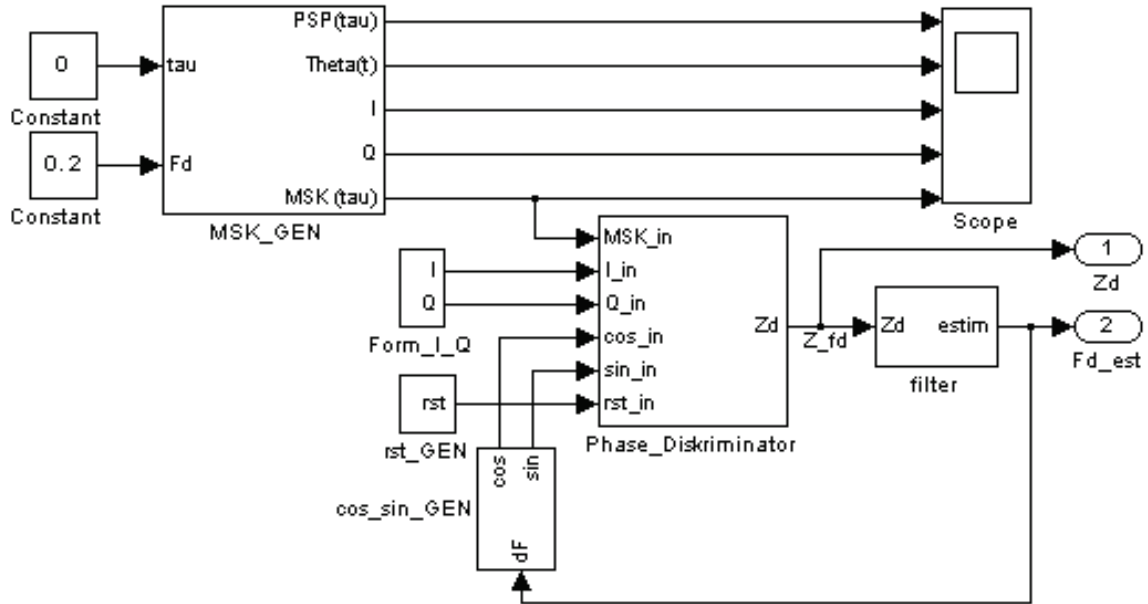 PSP(tau)
0
tau
Theta(t)
Constant
I
0.2
Fd
Q
Constant
MSK (tau)
MSK_GEN
Scope
MSK_in
I
I_in
1
Q
Q_in
Zd
Zd
Z_fd
Zd
estim
2
Form_I_Q
cos_in
Fd_est
sin_in
filter
rst
rst_in
rst_GEN
Phase_Diskriminator
cos
sin
cos_sin_GEN
dF